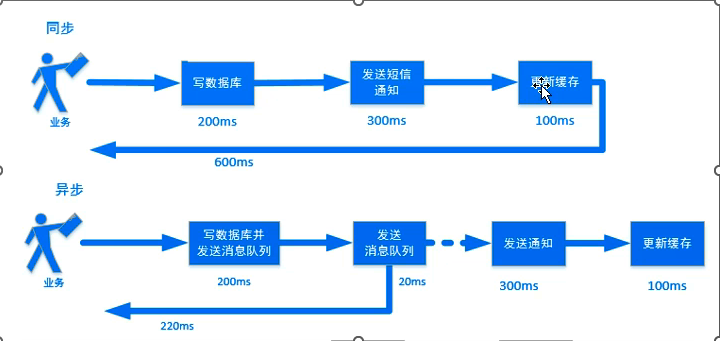 同步
写数据库
发送短信
通知
更新缓存
业务
200ms
300ms
100ms
600ms
异步
写数据库并
发送消息队列
发送
消息队列
发送通知
更新缓存
业务
200ms
20ms
300ms
100ms
220ms